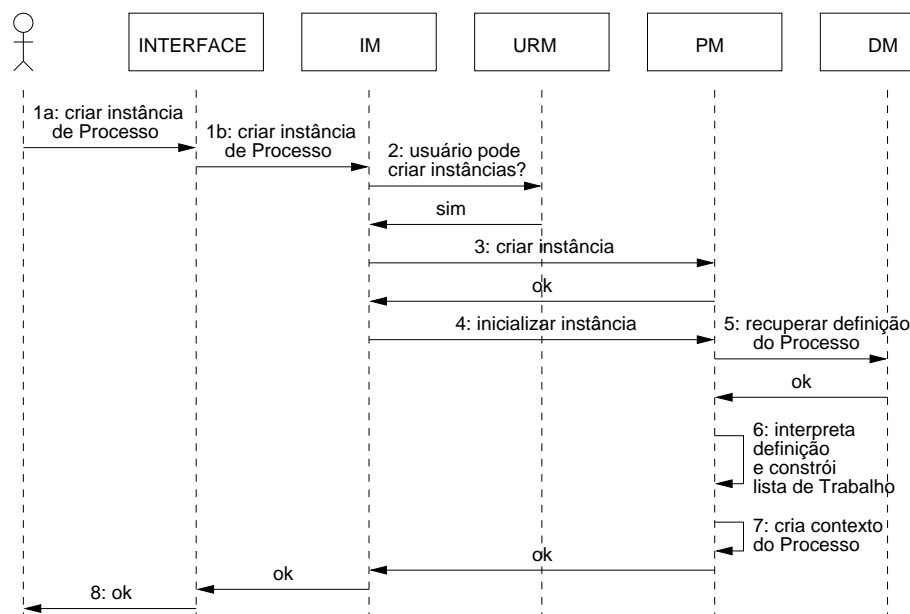 INTERFACE
IM
URM
PM
DM
1a: criar instância
de Processo
1b: criar instância
de Processo
2: usuário pode
criar instâncias?
sim
3: criar instância
ok
4: inicializar instância
5: recuperar definição
do Processo
ok
6: interpreta
definição
e constrói
lista de Trabalho
7: cria contexto
do Processo
ok
ok
8: ok